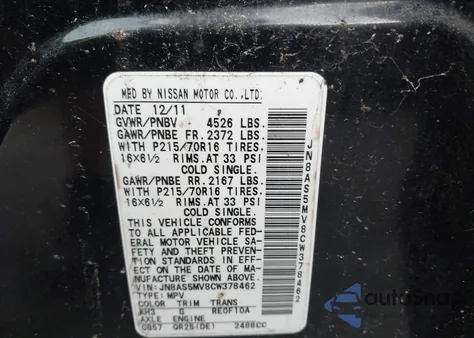 MFD BY NISSAN MOTOR CO.,LTD.
DATE 12/11
GVWR/PNBV 4526 LBS.
GAWR/PNBE FR. 2372 LBS.
WITH P215/70R16 TIRES,
16X6½ RIMS. AT 33 PSI
COLD SINGLE.
GAWR/PNBE RR. 2167 LBS.
WITH P215/70R16 TIRES,
16X6½ RIMS. AT 33 PSI
COLD SINGLE.
THIS VEHICLE CONFORMS
TO ALL APPLICABLE FED-
ERAL MOTOR VEHICLE SA-
FETY AND THEFT PREVEN-
TION STANDARDS IN EFF-
ECT ON THE DATE OF MA-
NUFACTURE SHOWN ABOVE.
VIN: JN8AS5MV8CW378462
TYPE: MPV
COLOR TRIM TRANS
KH3 G RE0F10A
AXLE ENGINE
GB57 QR25(DE) 2488CC
JN8AS5MV8CW378462
AutoSnap